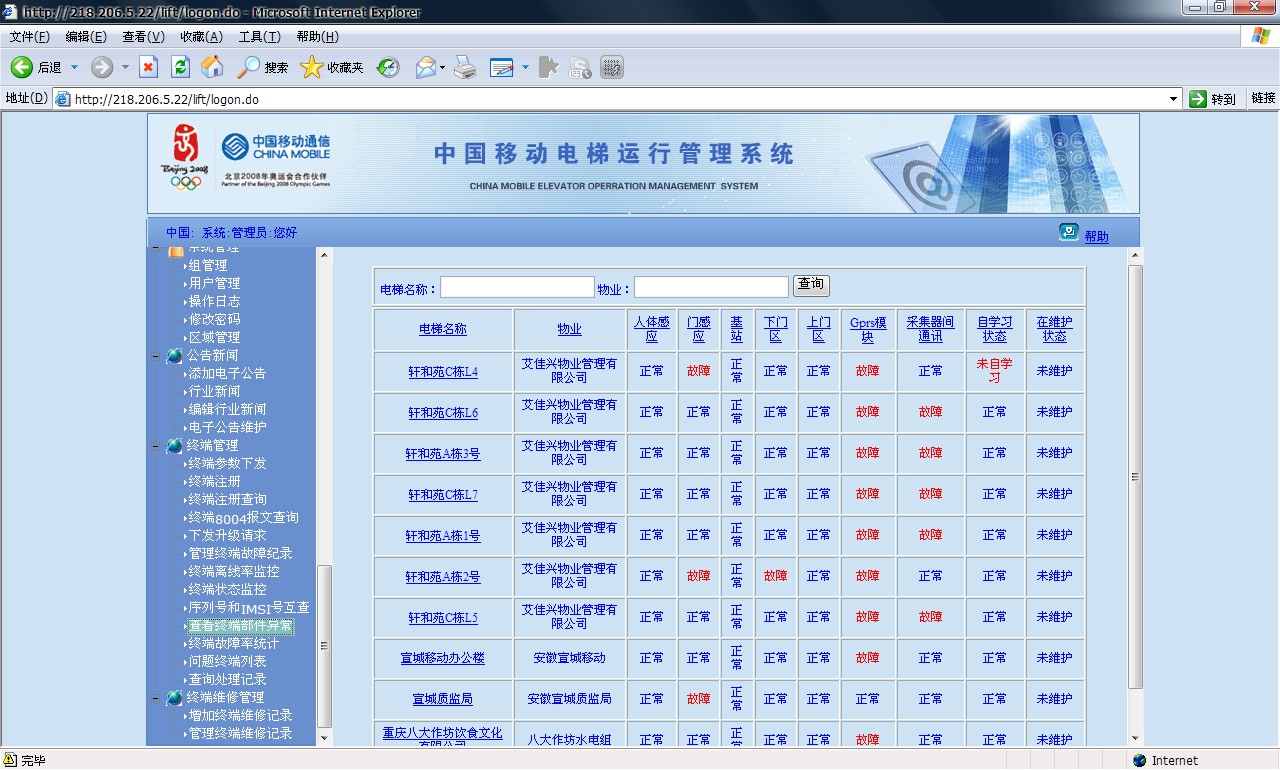 http://218.206.5.22/lift/logon.do - Microsoft Internet Explorer
文件(F) 编辑(E) 查看(V) 收藏(A) 工具(T) 帮助(H)
后退 搜索 收藏夹
地址(D) http://218.206.5.22/lift/logon.do 转到 链接
Beijing 2008 中国移动通信 CHINA MOBILE
北京2008年奥运会合作伙伴
Partner of the Beijing 2008 Olympic Games
中国移动电梯运行管理系统
CHINA MOBILE ELEVATOR OPERRATION MANAGEMENT SYSTEM
中国: 系统:管理员:您好 帮助
系统管理
组管理
用户管理
操作日志
修改密码
区域管理
公告新闻
添加电子公告
行业新闻
编辑行业新闻
电子公告维护
终端管理
终端参数下发
终端注册
终端注册查询
终端8004报文查询
下发升级请求
管理终端故障纪录
终端离线率监控
终端状态监控
序列号和IMSI号互查
查看终端部件异常
终端故障率统计
问题终端列表
查询处理记录
终端维修管理
增加终端维修记录
管理终端维修记录
电梯名称： 物业： 查询
电梯名称 物业 人体感应 门感应 基站 下门区 上门区 Gprs模块 采集器间通讯 自学习状态 在维护状态
轩和苑C栋L4 艾佳兴物业管理有限公司 正常 故障 正常 正常 正常 故障 正常 未自学习 未维护
轩和苑C栋L6 艾佳兴物业管理有限公司 正常 正常 正常 正常 正常 故障 故障 正常 未维护
轩和苑A栋3号 艾佳兴物业管理有限公司 正常 正常 正常 正常 正常 故障 故障 正常 未维护
轩和苑C栋L7 艾佳兴物业管理有限公司 正常 正常 正常 正常 正常 故障 故障 正常 未维护
轩和苑A栋1号 艾佳兴物业管理有限公司 正常 正常 正常 正常 正常 故障 故障 正常 未维护
轩和苑A栋2号 艾佳兴物业管理有限公司 正常 故障 正常 故障 正常 故障 正常 正常 未维护
轩和苑C栋L5 艾佳兴物业管理有限公司 正常 正常 正常 正常 正常 故障 故障 正常 未维护
宣城移动办公楼 安徽宣城移动 正常 正常 正常 正常 正常 故障 正常 正常 未维护
宣城质监局 安徽宣城质监局 正常 故障 正常 正常 正常 正常 正常 正常 未维护
重庆八大作坊饮食文化有限公司 八大作坊水电组 正常 正常 正常 正常 正常 故障 正常 正常 未维护
完毕 Internet